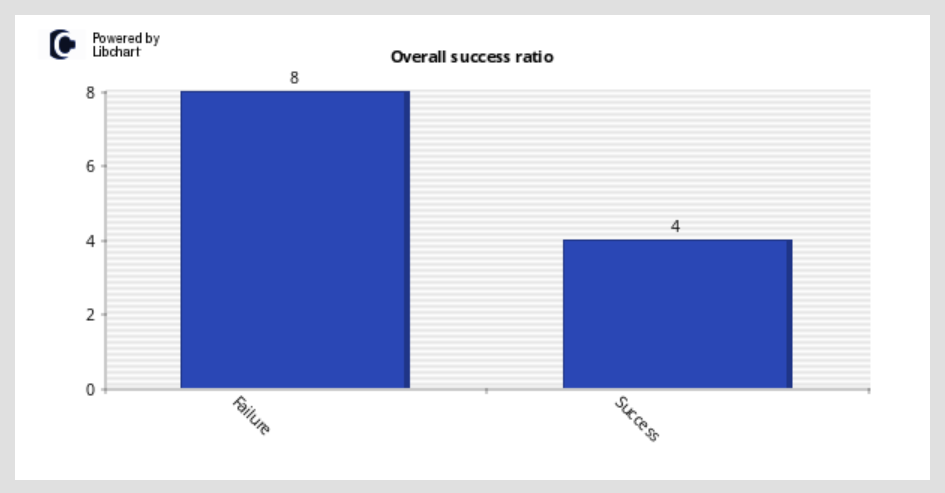 Powered by
Libchart
Overall success ratio
8
8
6
4
4
2
0
Failure
Success